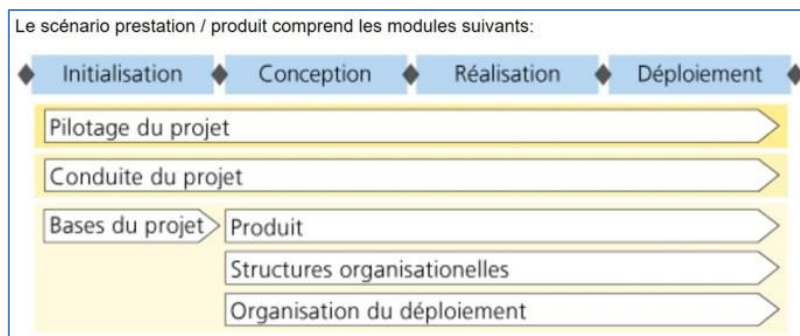 Le scénario prestation / produit comprend les modules suivants:
Initialisation Conception Réalisation Déploiement
Pilotage du projet
Conduite du projet
Bases du projet Produit
Structures organisationelles
Organisation du déploiement